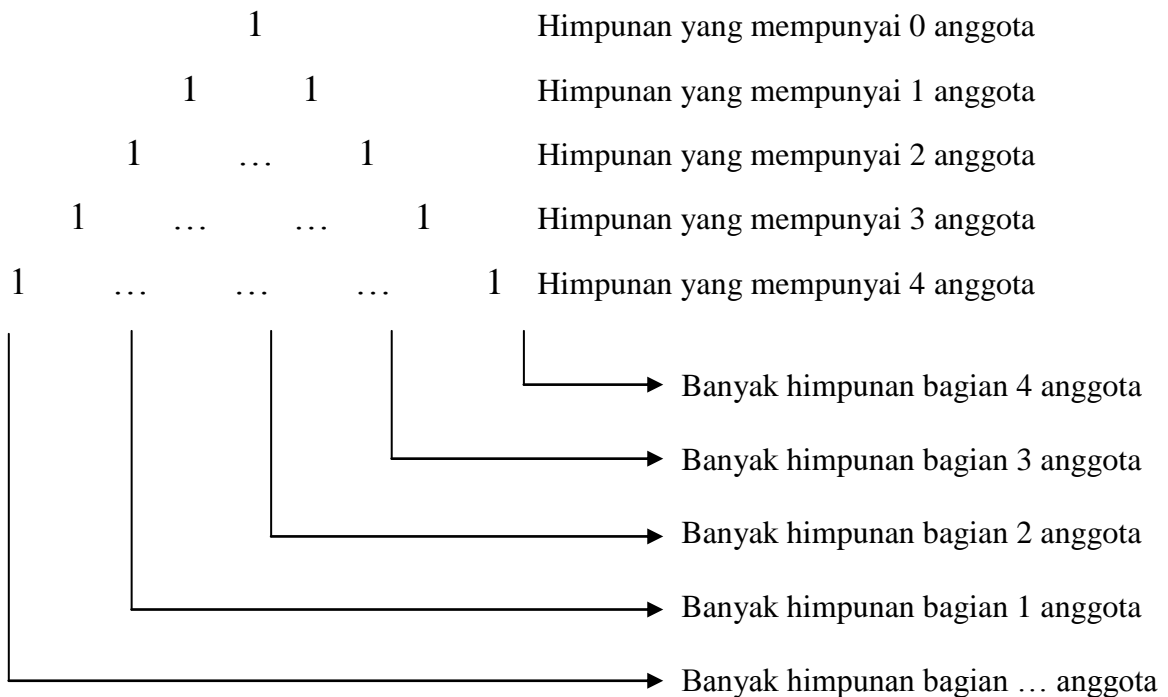 1 Himpunan yang mempunyai 0 anggota
1 1 Himpunan yang mempunyai 1 anggota
1 … 1 Himpunan yang mempunyai 2 anggota
1 … … 1 Himpunan yang mempunyai 3 anggota
1 … … … 1 Himpunan yang mempunyai 4 anggota
Banyak himpunan bagian 4 anggota
Banyak himpunan bagian 3 anggota
Banyak himpunan bagian 2 anggota
Banyak himpunan bagian 1 anggota
Banyak himpunan bagian … anggota